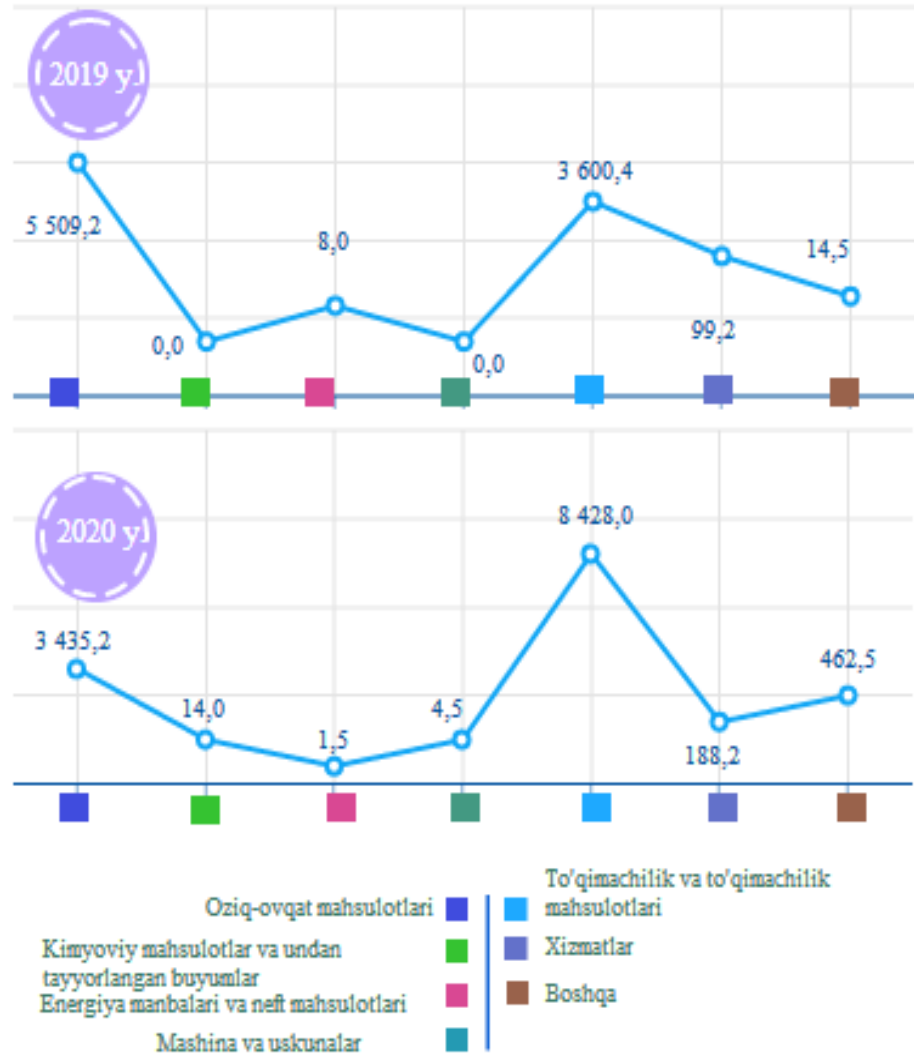 2019 y.
5 509,2
0,0
8,0
0,0
3 600,4
99,2
14,5
2020 y.
3 435,2
14,0
1,5
4,5
8 428,0
188,2
462,5
Oziq-ovqat mahsulotlari
Kimyoviy mahsulotlar va undan
tayyorlangan buyumlar
Energiya manbalari va neft mahsulotlari
Mashina va uskunalar
To'qimachilik va to'qimachilik
mahsulotlari
Xizmatlar
Boshqa